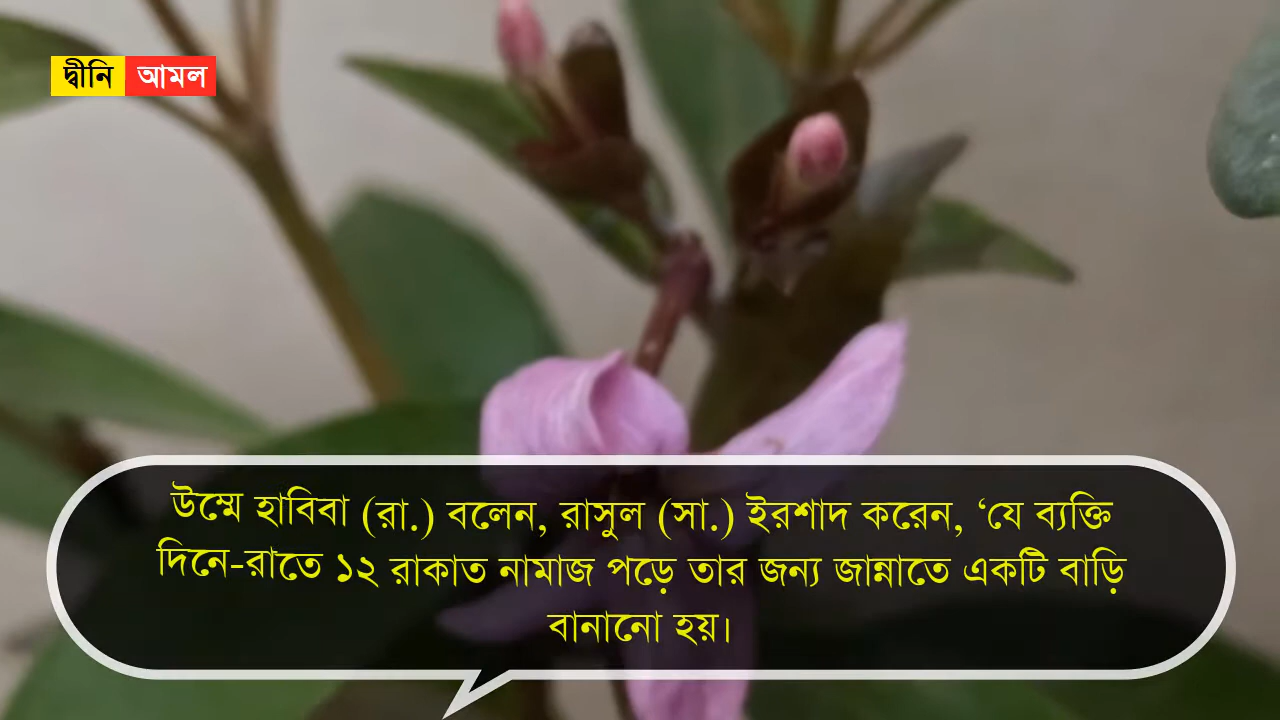 দ্বীনি আমল
উম্মে হাবিবা (রা.) বলেন, রাসুল (সা.) ইরশাদ করেন, ‘যে ব্যক্তি
দিনে-রাতে ১২ রাকাত নামাজ পড়ে তার জন্য জান্নাতে একটি বাড়ি
বানানো হয়।